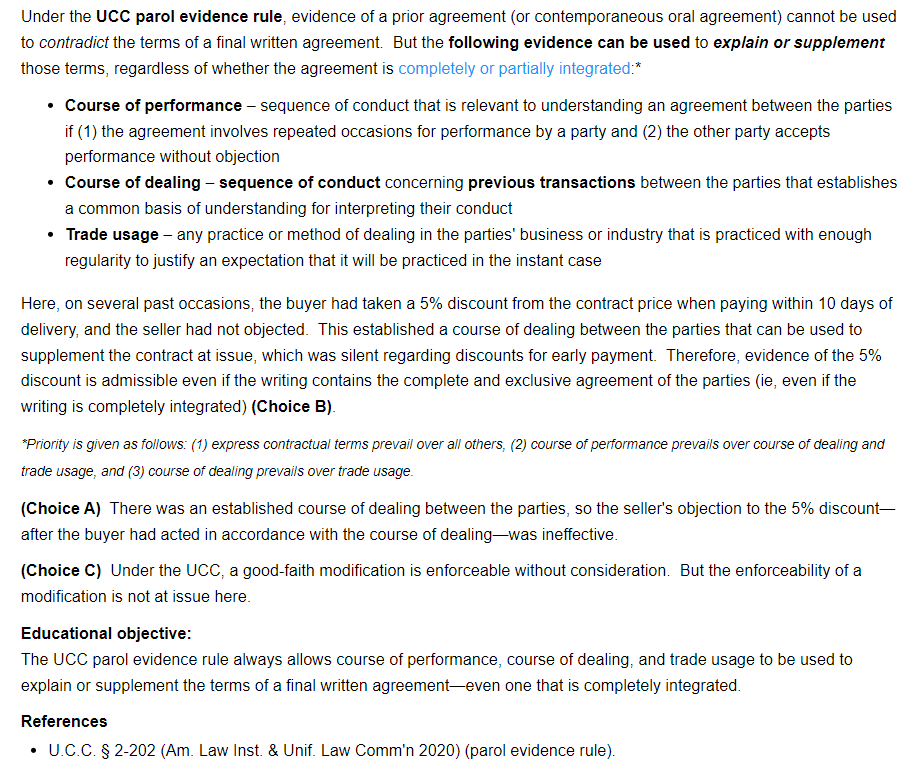 Under the UCC parol evidence rule, evidence of a prior agreement (or contemporaneous oral agreement) cannot be used
to contradict the terms of a final written agreement.  But the following evidence can be used to explain or supplement
those terms, regardless of whether the agreement is completely or partially integrated:*
• Course of performance – sequence of conduct that is relevant to understanding an agreement between the parties
if (1) the agreement involves repeated occasions for performance by a party and (2) the other party accepts
performance without objection
• Course of dealing – sequence of conduct concerning previous transactions between the parties that establishes
a common basis of understanding for interpreting their conduct
• Trade usage – any practice or method of dealing in the parties' business or industry that is practiced with enough
regularity to justify an expectation that it will be practiced in the instant case
Here, on several past occasions, the buyer had taken a 5% discount from the contract price when paying within 10 days of
delivery, and the seller had not objected.  This established a course of dealing between the parties that can be used to
supplement the contract at issue, which was silent regarding discounts for early payment.  Therefore, evidence of the 5%
discount is admissible even if the writing contains the complete and exclusive agreement of the parties (ie, even if the
writing is completely integrated) (Choice B).
*Priority is given as follows: (1) express contractual terms prevail over all others, (2) course of performance prevails over course of dealing and
trade usage, and (3) course of dealing prevails over trade usage.
(Choice A)  There was an established course of dealing between the parties, so the seller's objection to the 5% discount—
after the buyer had acted in accordance with the course of dealing—was ineffective.
(Choice C)  Under the UCC, a good-faith modification is enforceable without consideration.  But the enforceability of a
modification is not at issue here.
Educational objective:
The UCC parol evidence rule always allows course of performance, course of dealing, and trade usage to be used to
explain or supplement the terms of a final written agreement—even one that is completely integrated.
References
• U.C.C. § 2-202 (Am. Law Inst. & Unif. Law Comm'n 2020) (parol evidence rule).